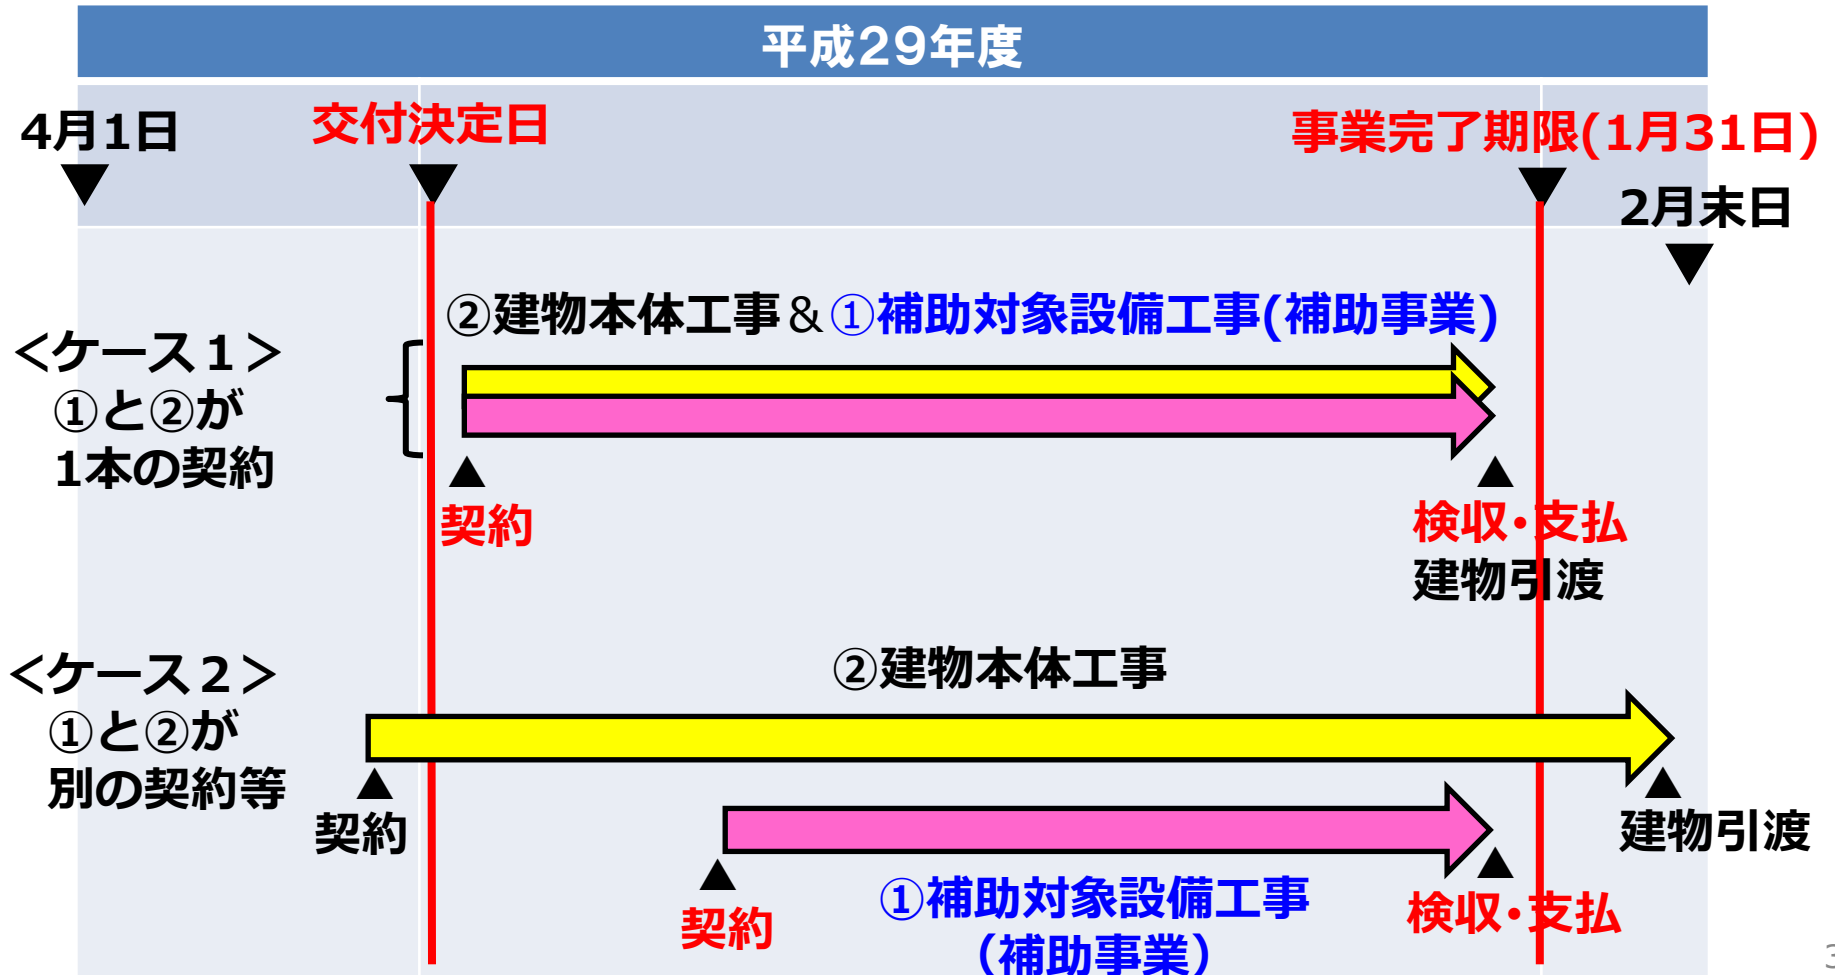 平成29年度
4月1日
交付決定日
事業完了期限(1月31日)
2月末日
②建物本体工事&①補助対象設備工事(補助事業)
＜ケース１＞
①と②が
1本の契約
契約
検収・支払
建物引渡
＜ケース２＞
①と②が
別の契約等
②建物本体工事
契約
建物引渡
契約
①補助対象設備工事
（補助事業）
検収・支払